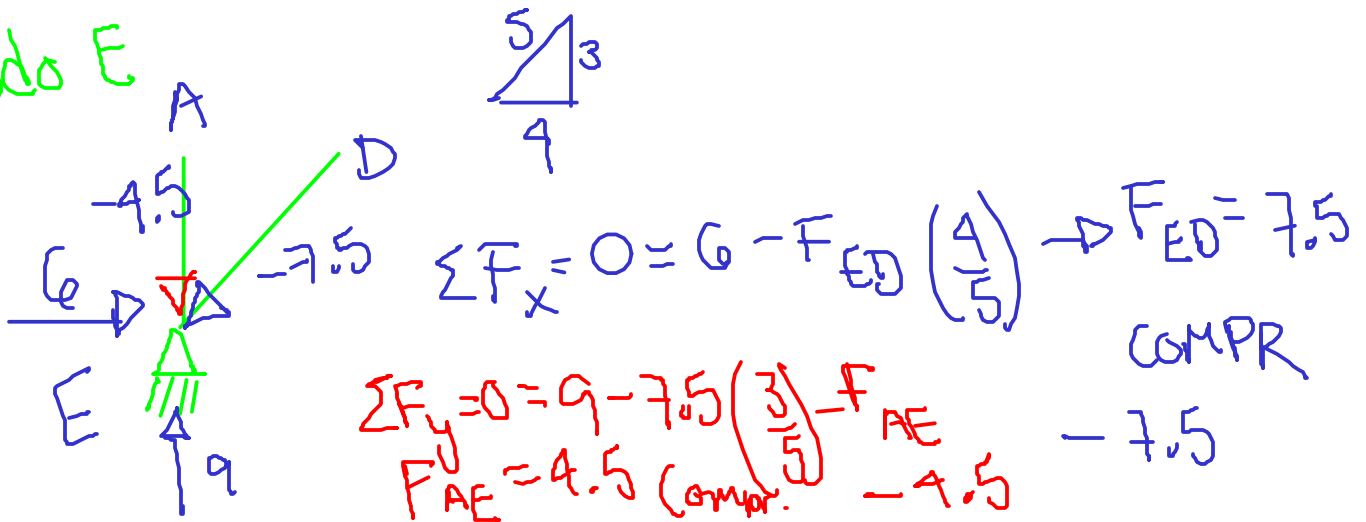 do E
5
3
4
A
D
-4.5
-7.5
6
E
9
ΣFx = 0 = 6 - FED (4/5) → FED = 7.5
COMPR
- 7.5
ΣFy = 0 = 9 - 7.5 (3/5) - FAE
FAE = 4.5 (Compr. - 4.5